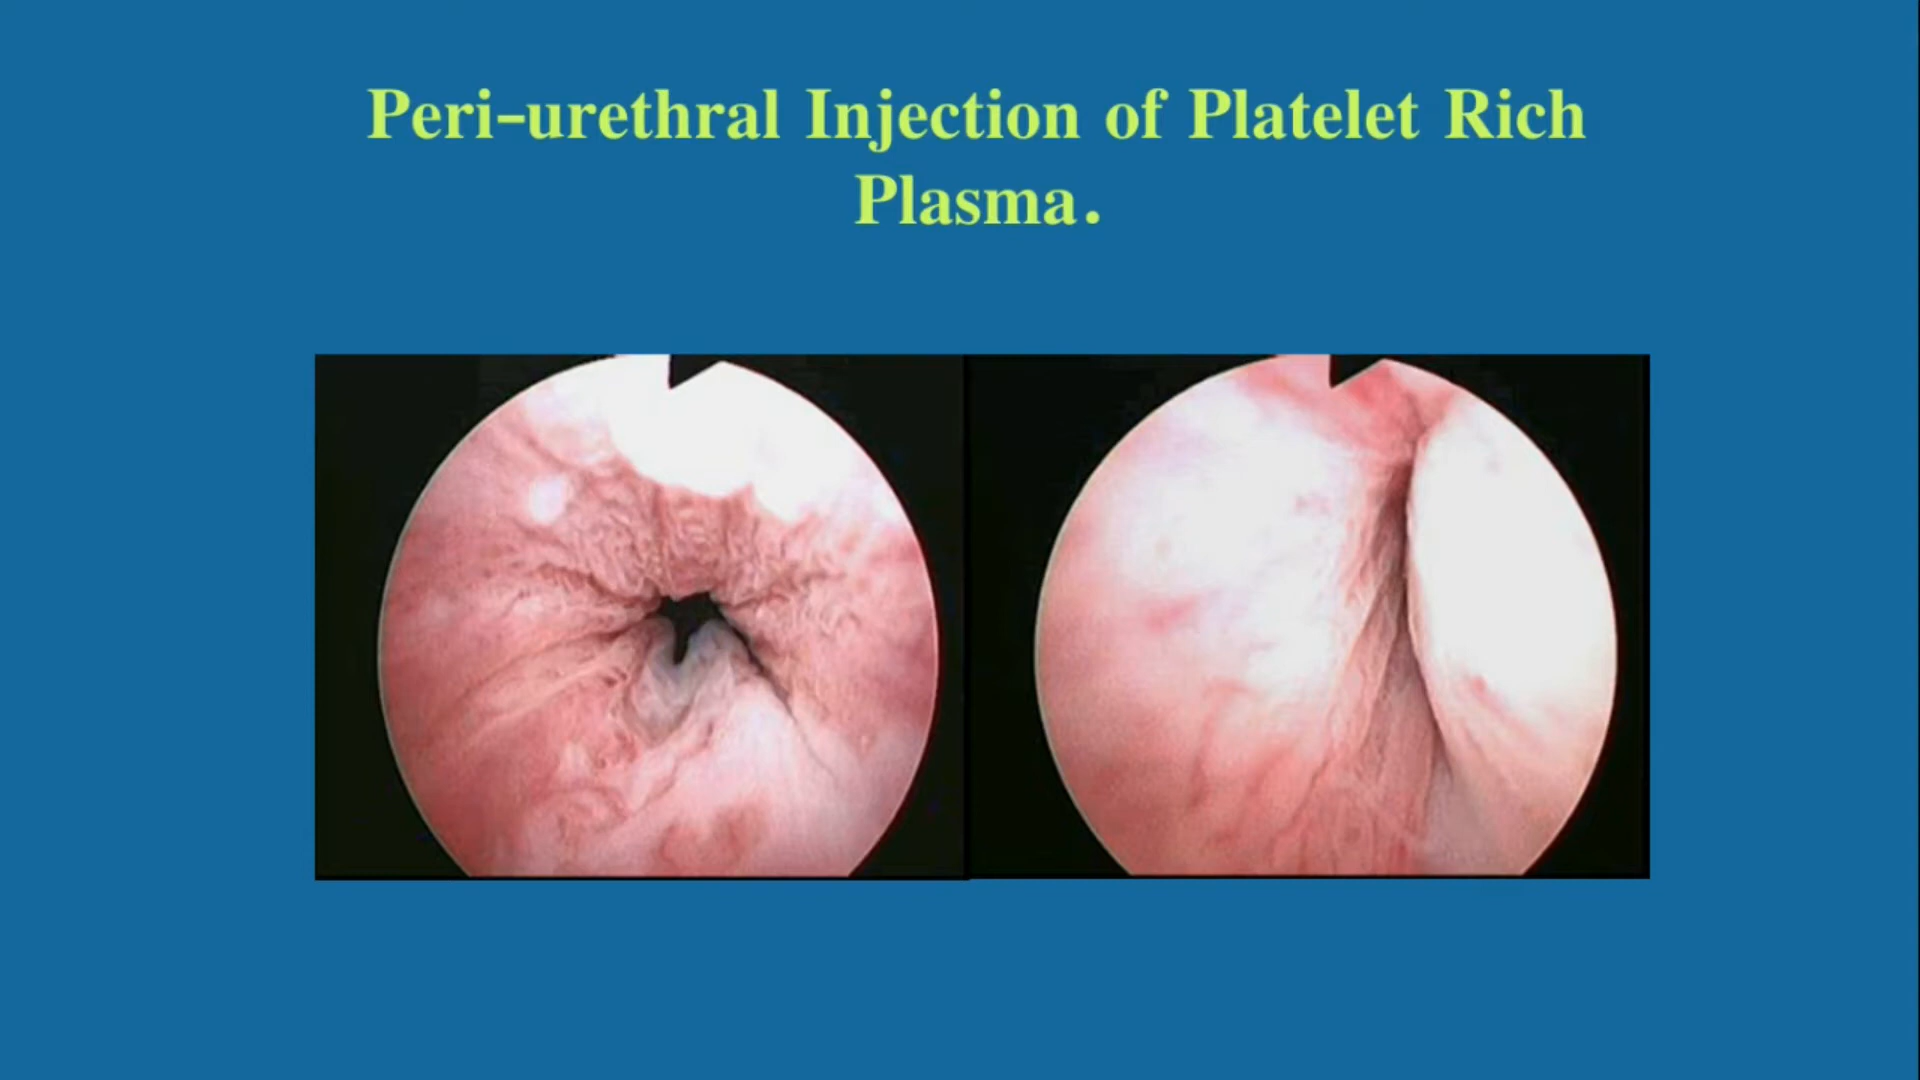 Peri-urethral Injection of Platelet Rich
Plasma.